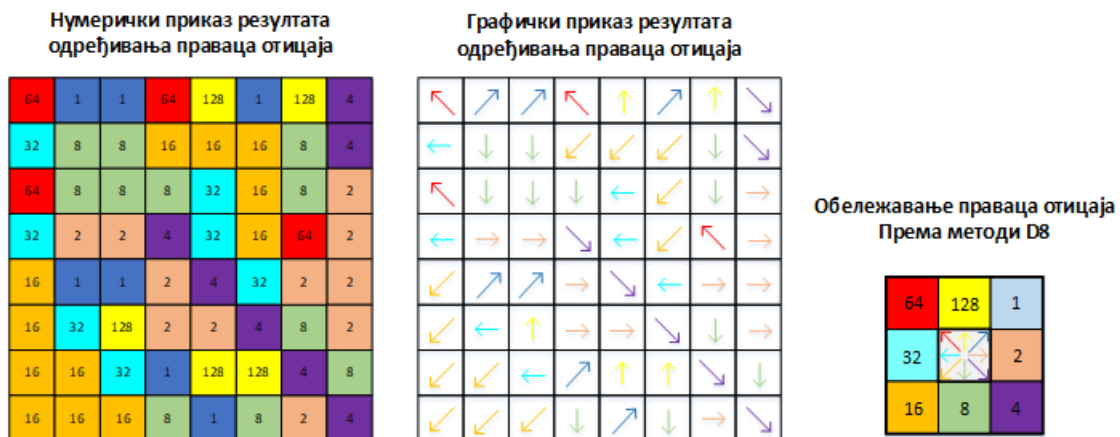 Нумерички приказ резултата
одређивања праваца отицаја
64 1 1 64 128 1 128 4
32 8 8 16 16 16 8 4
64 8 8 8 32 16 8 2
32 2 2 4 32 16 64 2
16 1 1 2 4 32 2 2
16 32 128 2 2 4 8 2
16 16 32 1 128 128 4 8
16 16 16 8 1 8 2 4
Графички приказ резултата
одређивања праваца отицаја
Обележавање праваца отицаја
Према методи D8
64 128 1
32 2
16 8 4